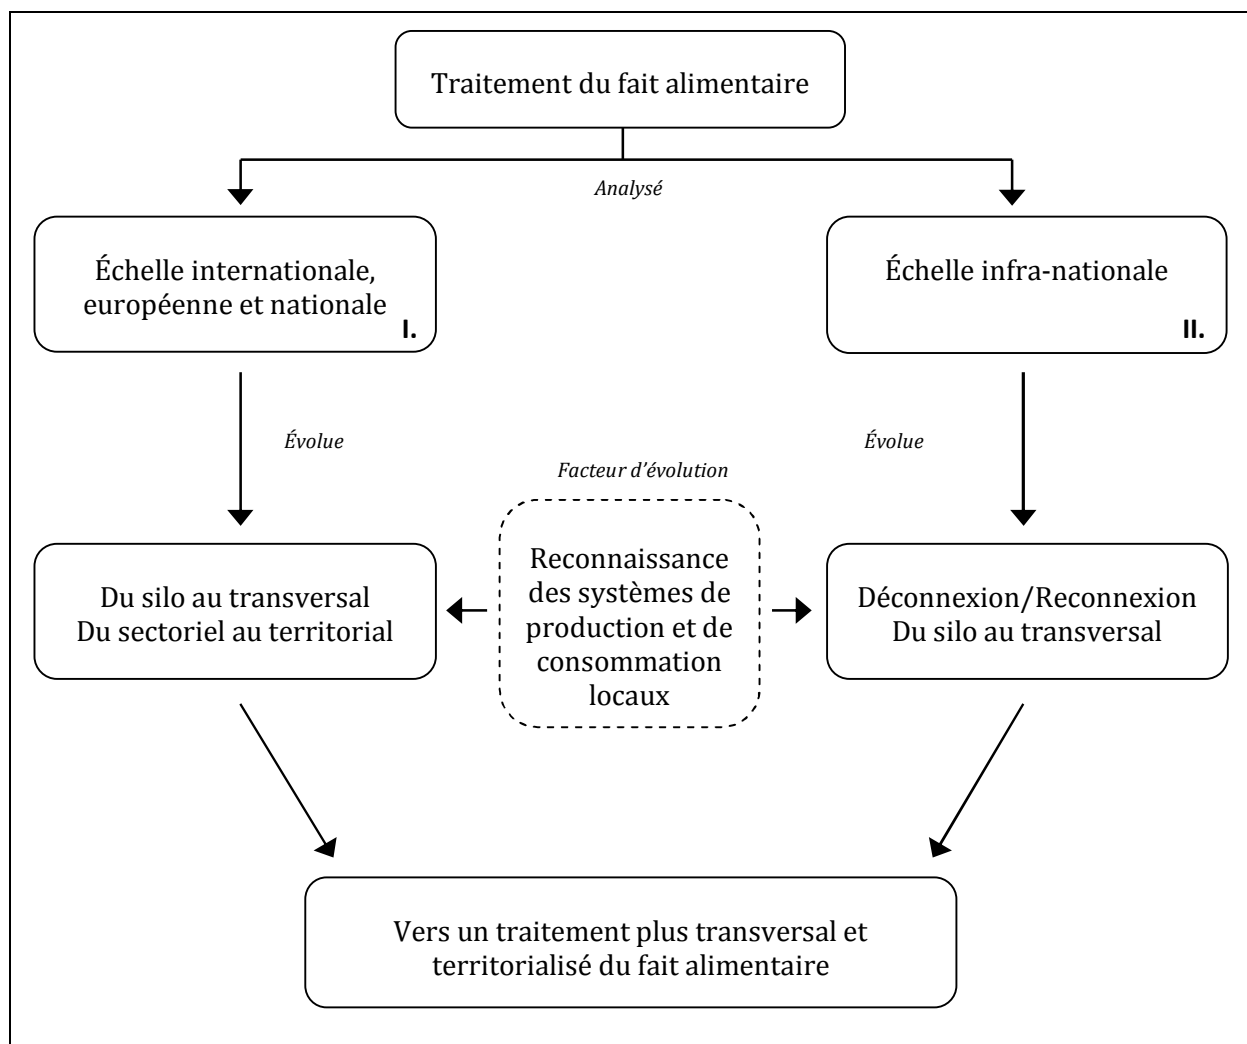 Traitement du fait alimentaire
Analysé
Échelle internationale,
européenne et nationale
I.
Échelle infra-nationale
II.
Évolue
Évolue
Facteur d'évolution
Du silo au transversal
Du sectoriel au territorial
Reconnaissance
des systèmes de
production et de
consommation
locaux
Déconnexion/Reconnexion
Du silo au transversal
Vers un traitement plus transversal et
territorialisé du fait alimentaire